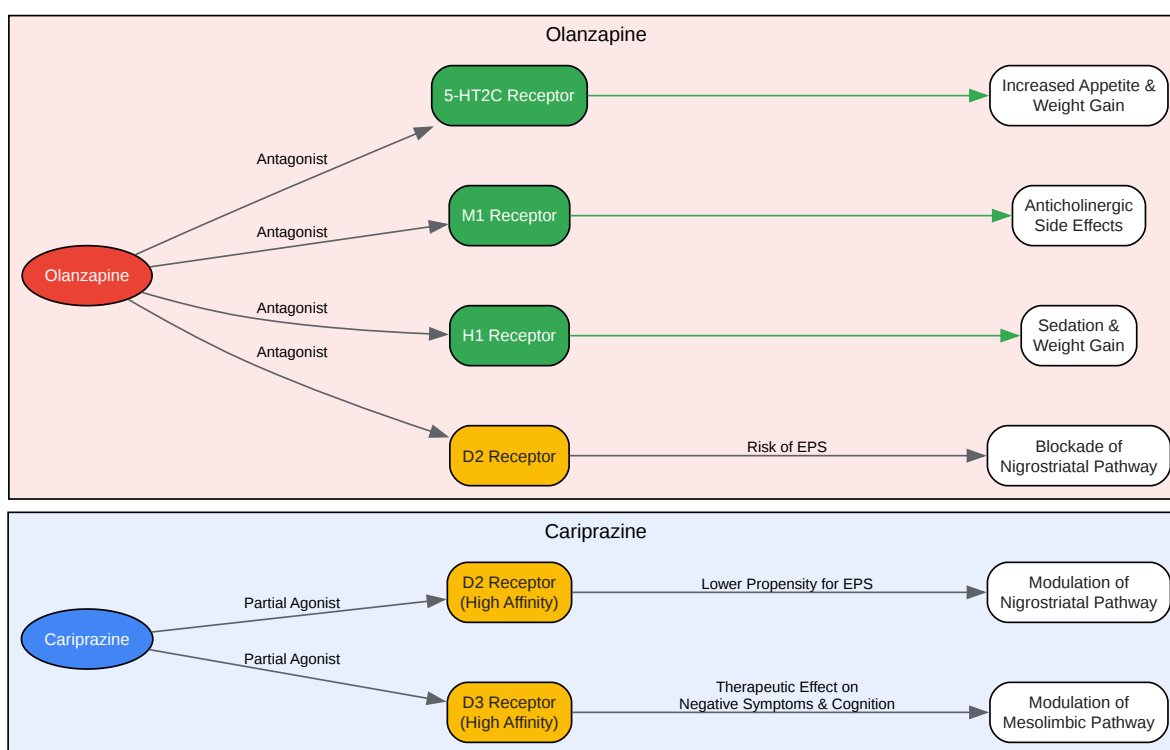 Olanzapine
5-HT2C Receptor
Increased Appetite &
Weight Gain
Antagonist
M1 Receptor
Anticholinergic
Side Effects
Antagonist
Olanzapine
Antagonist
H1 Receptor
Sedation &
Weight Gain
Antagonist
D2 Receptor
Risk of EPS
Blockade of
Nigrostriatal Pathway
Cariprazine
Partial Agonist
D2 Receptor
(High Affinity)
Lower Propensity for EPS
Modulation of
Nigrostriatal Pathway
Cariprazine
Partial Agonist
D3 Receptor
(High Affinity)
Therapeutic Effect on
Negative Symptoms & Cognition
Modulation of
Mesolimbic Pathway